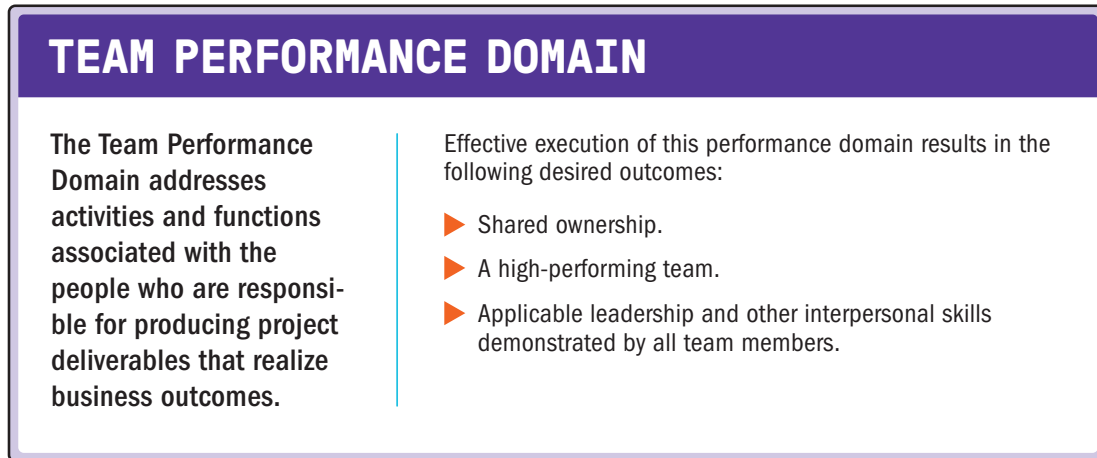 TEAM PERFORMANCE DOMAIN
The Team Performance
Domain addresses
activities and functions
associated with the
people who are responsi-
ble for producing project
deliverables that realize
business outcomes.
Effective execution of this performance domain results in the
following desired outcomes:
Shared ownership.
A high-performing team.
Applicable leadership and other interpersonal skills
demonstrated by all team members.